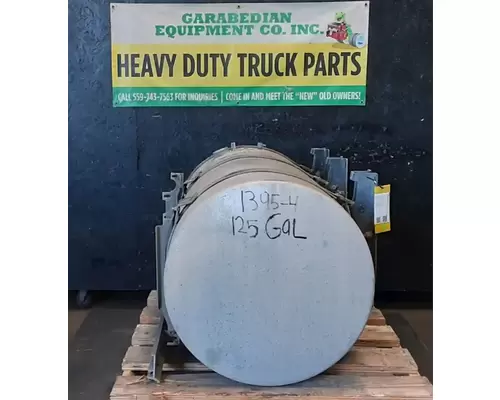 GARABEDIAN
EQUIPMENT CO. INC.
HEAVY DUTY TRUCK PARTS
CALL 559-243-7563 FOR INQUIRIES | COME IN AND MEET THE "NEW" OLD OWNERS!
1395-4
125 GaL